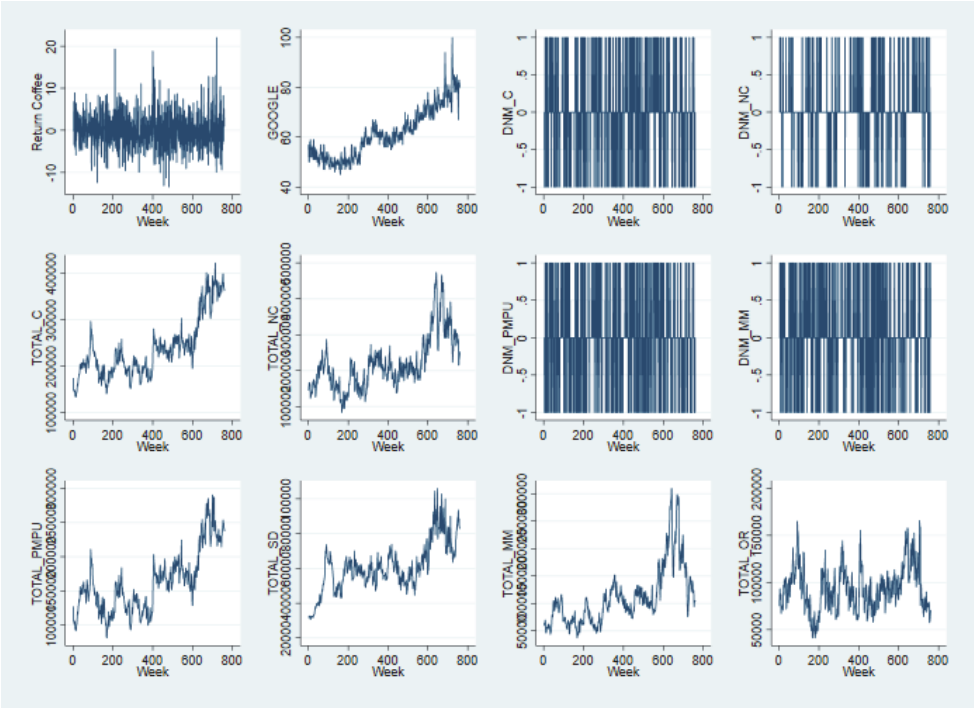 Return Coffee
20
10
0
-10
0 200 400 600 800
Week
GOOGLE
100
80
60
40
0 200 400 600 800
Week
DNM_C
1
.5
0
-.5
-1
0 200 400 600 800
Week
DNM_NC
1
.5
0
-.5
-1
0 200 400 600 800
Week
TOTAL_C
400000
300000
200000
100000
0 200 400 600 800
Week
TOTAL_NC
0 200 400 600 800
Week
DNM_PMPU
1
.5
0
-.5
-1
0 200 400 600 800
Week
DNM_MM
1
.5
0
-.5
-1
0 200 400 600 800
Week
TOTAL_PMPU
0 200 400 600 800
Week
TOTAL_SD
0 200 400 600 800
Week
TOTAL_MM
0 200 400 600 800
Week
TOTAL_OR
200000
150000
100000
50000
0 200 400 600 800
Week